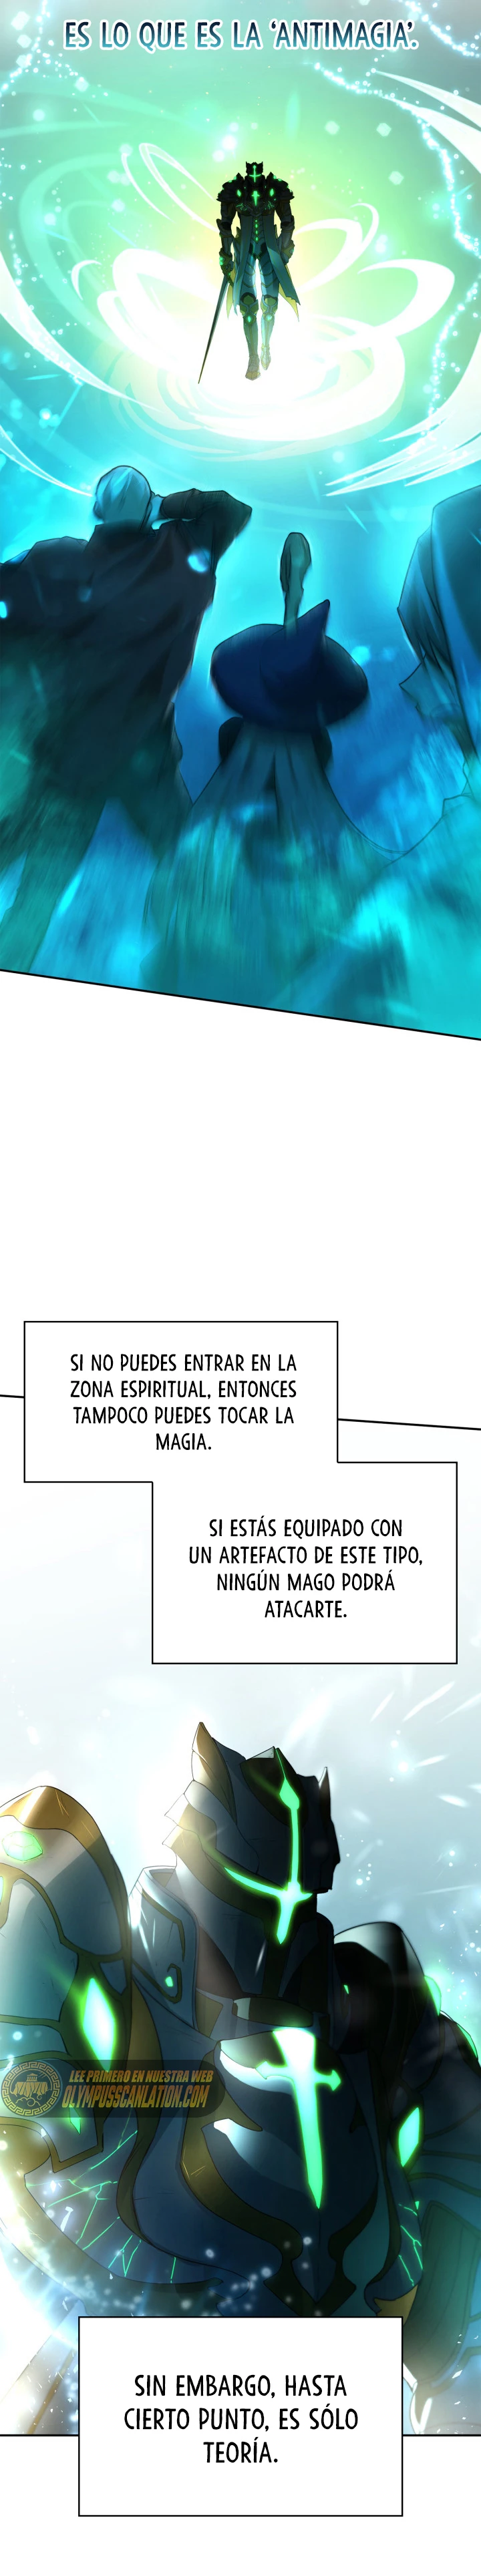 ES LO QUE ES LA ‘ANTIMAGIA’.
SI NO PUEDES ENTRAR EN LA
ZONA ESPIRITUAL, ENTONCES
TAMPOCO PUEDES TOCAR LA
MAGIA.
SI ESTÁS EQUIPADO CON
UN ARTEFACTO DE ESTE TIPO,
NINGÚN MAGO PODRÁ
ATACARTE.
LEE PRIMERO EN NUESTRA WEB
OLYMPUSSCANLATION.COM
SIN EMBARGO, HASTA
CIERTO PUNTO, ES SÓLO
TEORÍA.